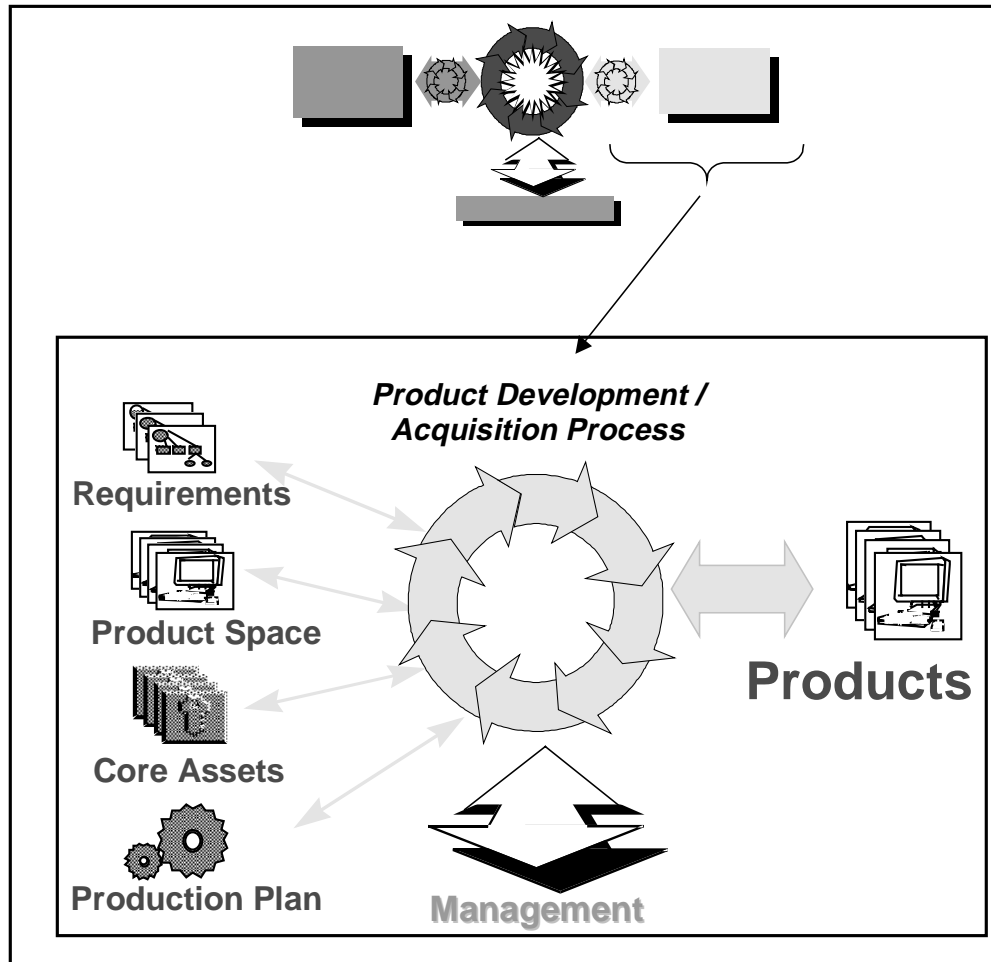 Product Development /
Acquisition Process
Requirements
Product Space
Core Assets
Production Plan
Products
Management